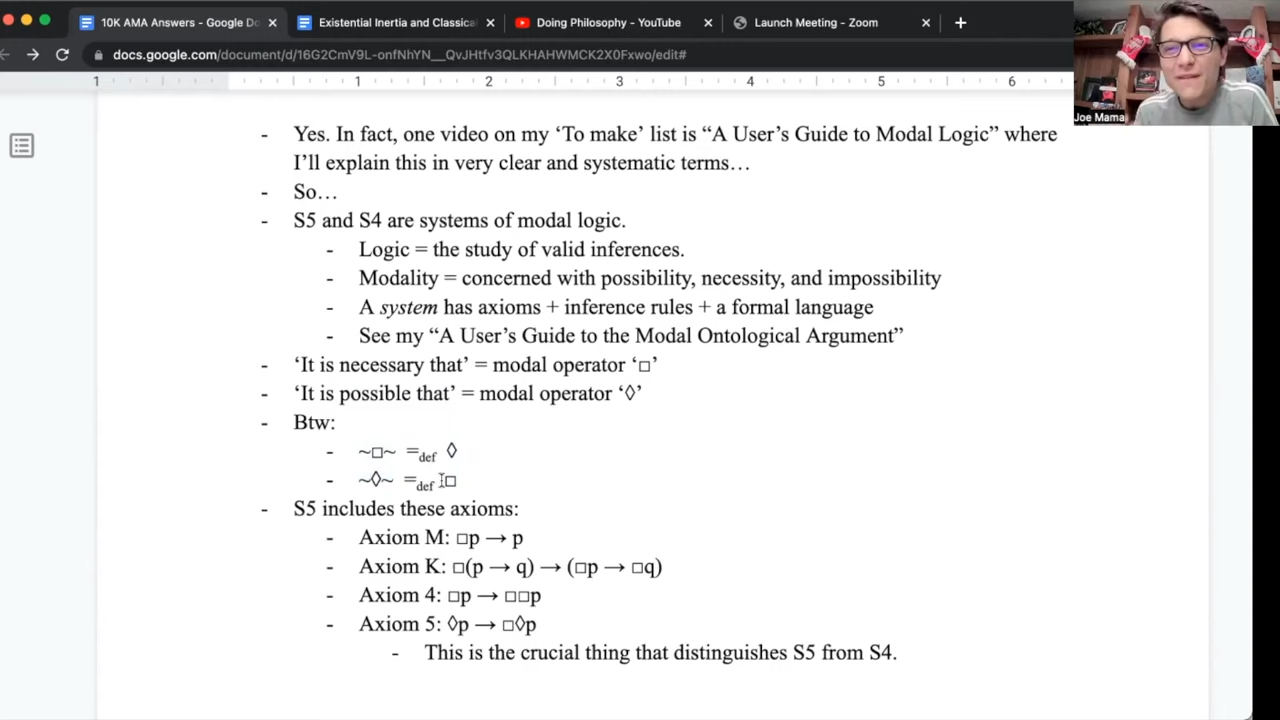 10K AMA Answers - Google Do
Existential Inertia and Classica
Doing Philosophy - YouTube
Launch Meeting - Zoom
docs.google.com/document/d/16G2CmV9L-onfNhYN__QvJHtfv3QLKHAHWMCK2X0Fxwo/edit#
1 1 2 3 4 5 6
Joe Mama
- Yes. In fact, one video on my ‘To make’ list is “A User’s Guide to Modal Logic” where
I’ll explain this in very clear and systematic terms…
- So…
- S5 and S4 are systems of modal logic.
- Logic = the study of valid inferences.
- Modality = concerned with possibility, necessity, and impossibility
- A system has axioms + inference rules + a formal language
- See my “A User’s Guide to the Modal Ontological Argument”
- ‘It is necessary that’ = modal operator ‘□’
- ‘It is possible that’ = modal operator ‘◊’
- Btw:
- ~□~ =def ◊
- ~◊~ =def □
- S5 includes these axioms:
- Axiom M: □p → p
- Axiom K: □(p → q) → (□p → □q)
- Axiom 4: □p → □□p
- Axiom 5: ◊p → □◊p
- This is the crucial thing that distinguishes S5 from S4.